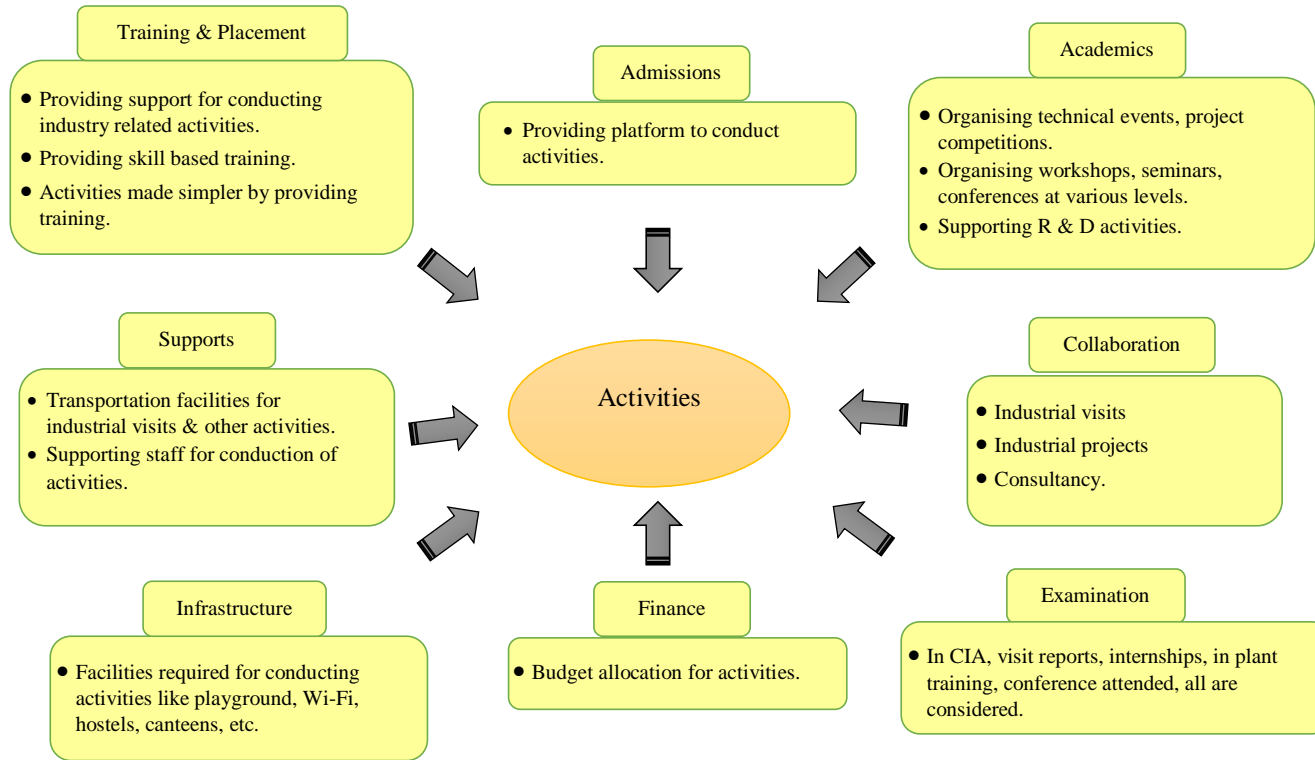 Training & Placement
• Providing support for conducting
industry related activities.
• Providing skill based training.
• Activities made simpler by providing
training.
Admissions
• Providing platform to conduct
activities.
Academics
• Organising technical events, project
competitions.
• Organising workshops, seminars,
conferences at various levels.
• Supporting R & D activities.
Supports
• Transportation facilities for
industrial visits & other activities.
• Supporting staff for conduction of
activities.
Activities
Collaboration
• Industrial visits
• Industrial projects
• Consultancy.
Infrastructure
• Facilities required for conducting
activities like playground, Wi-Fi,
hostels, canteens, etc.
Finance
• Budget allocation for activities.
Examination
• In CIA, visit reports, internships, in plant
training, conference attended, all are
considered.